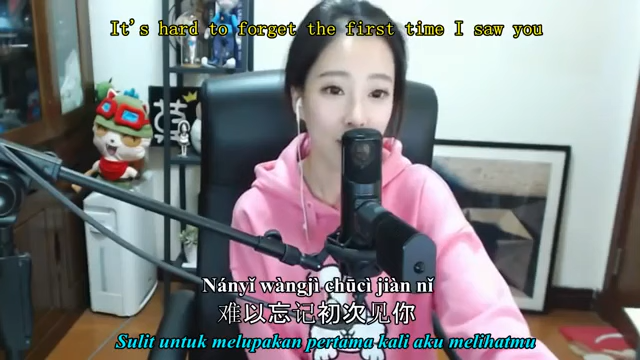 It's hard to forget the first time I saw you
Nányǐ wàngjì chūcì jiàn nǐ
难以忘记初次见你
Sulit untuk melupakan pertama kali aku melihatmu